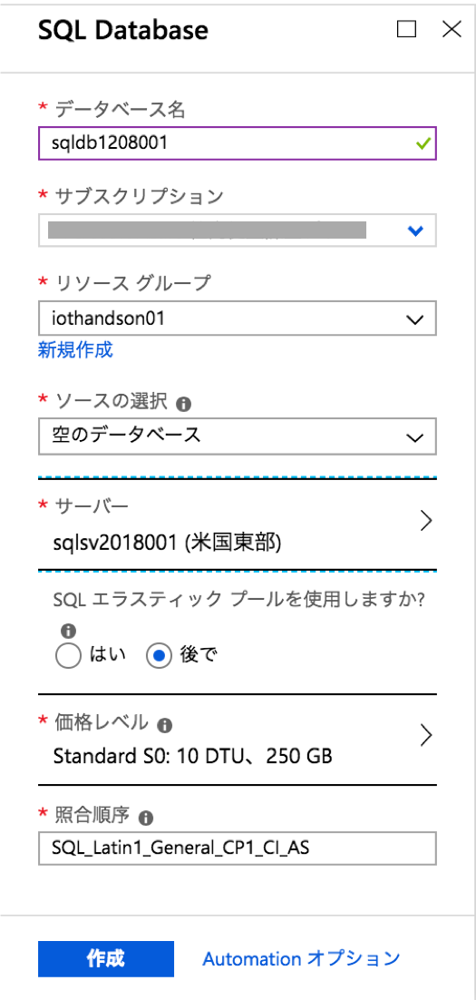 SQL Database
* データベース名
sqldb1208001
* サブスクリプション
* リソース グループ
iothandson01
新規作成
* ソースの選択
空のデータベース
* サーバー
sqlsv2018001 (米国東部)
SQL エラスティック プールを使用しますか?
はい 後で
* 価格レベル
Standard S0: 10 DTU、250 GB
* 照合順序
SQL_Latin1_General_CP1_CI_AS
作成 Automation オプション